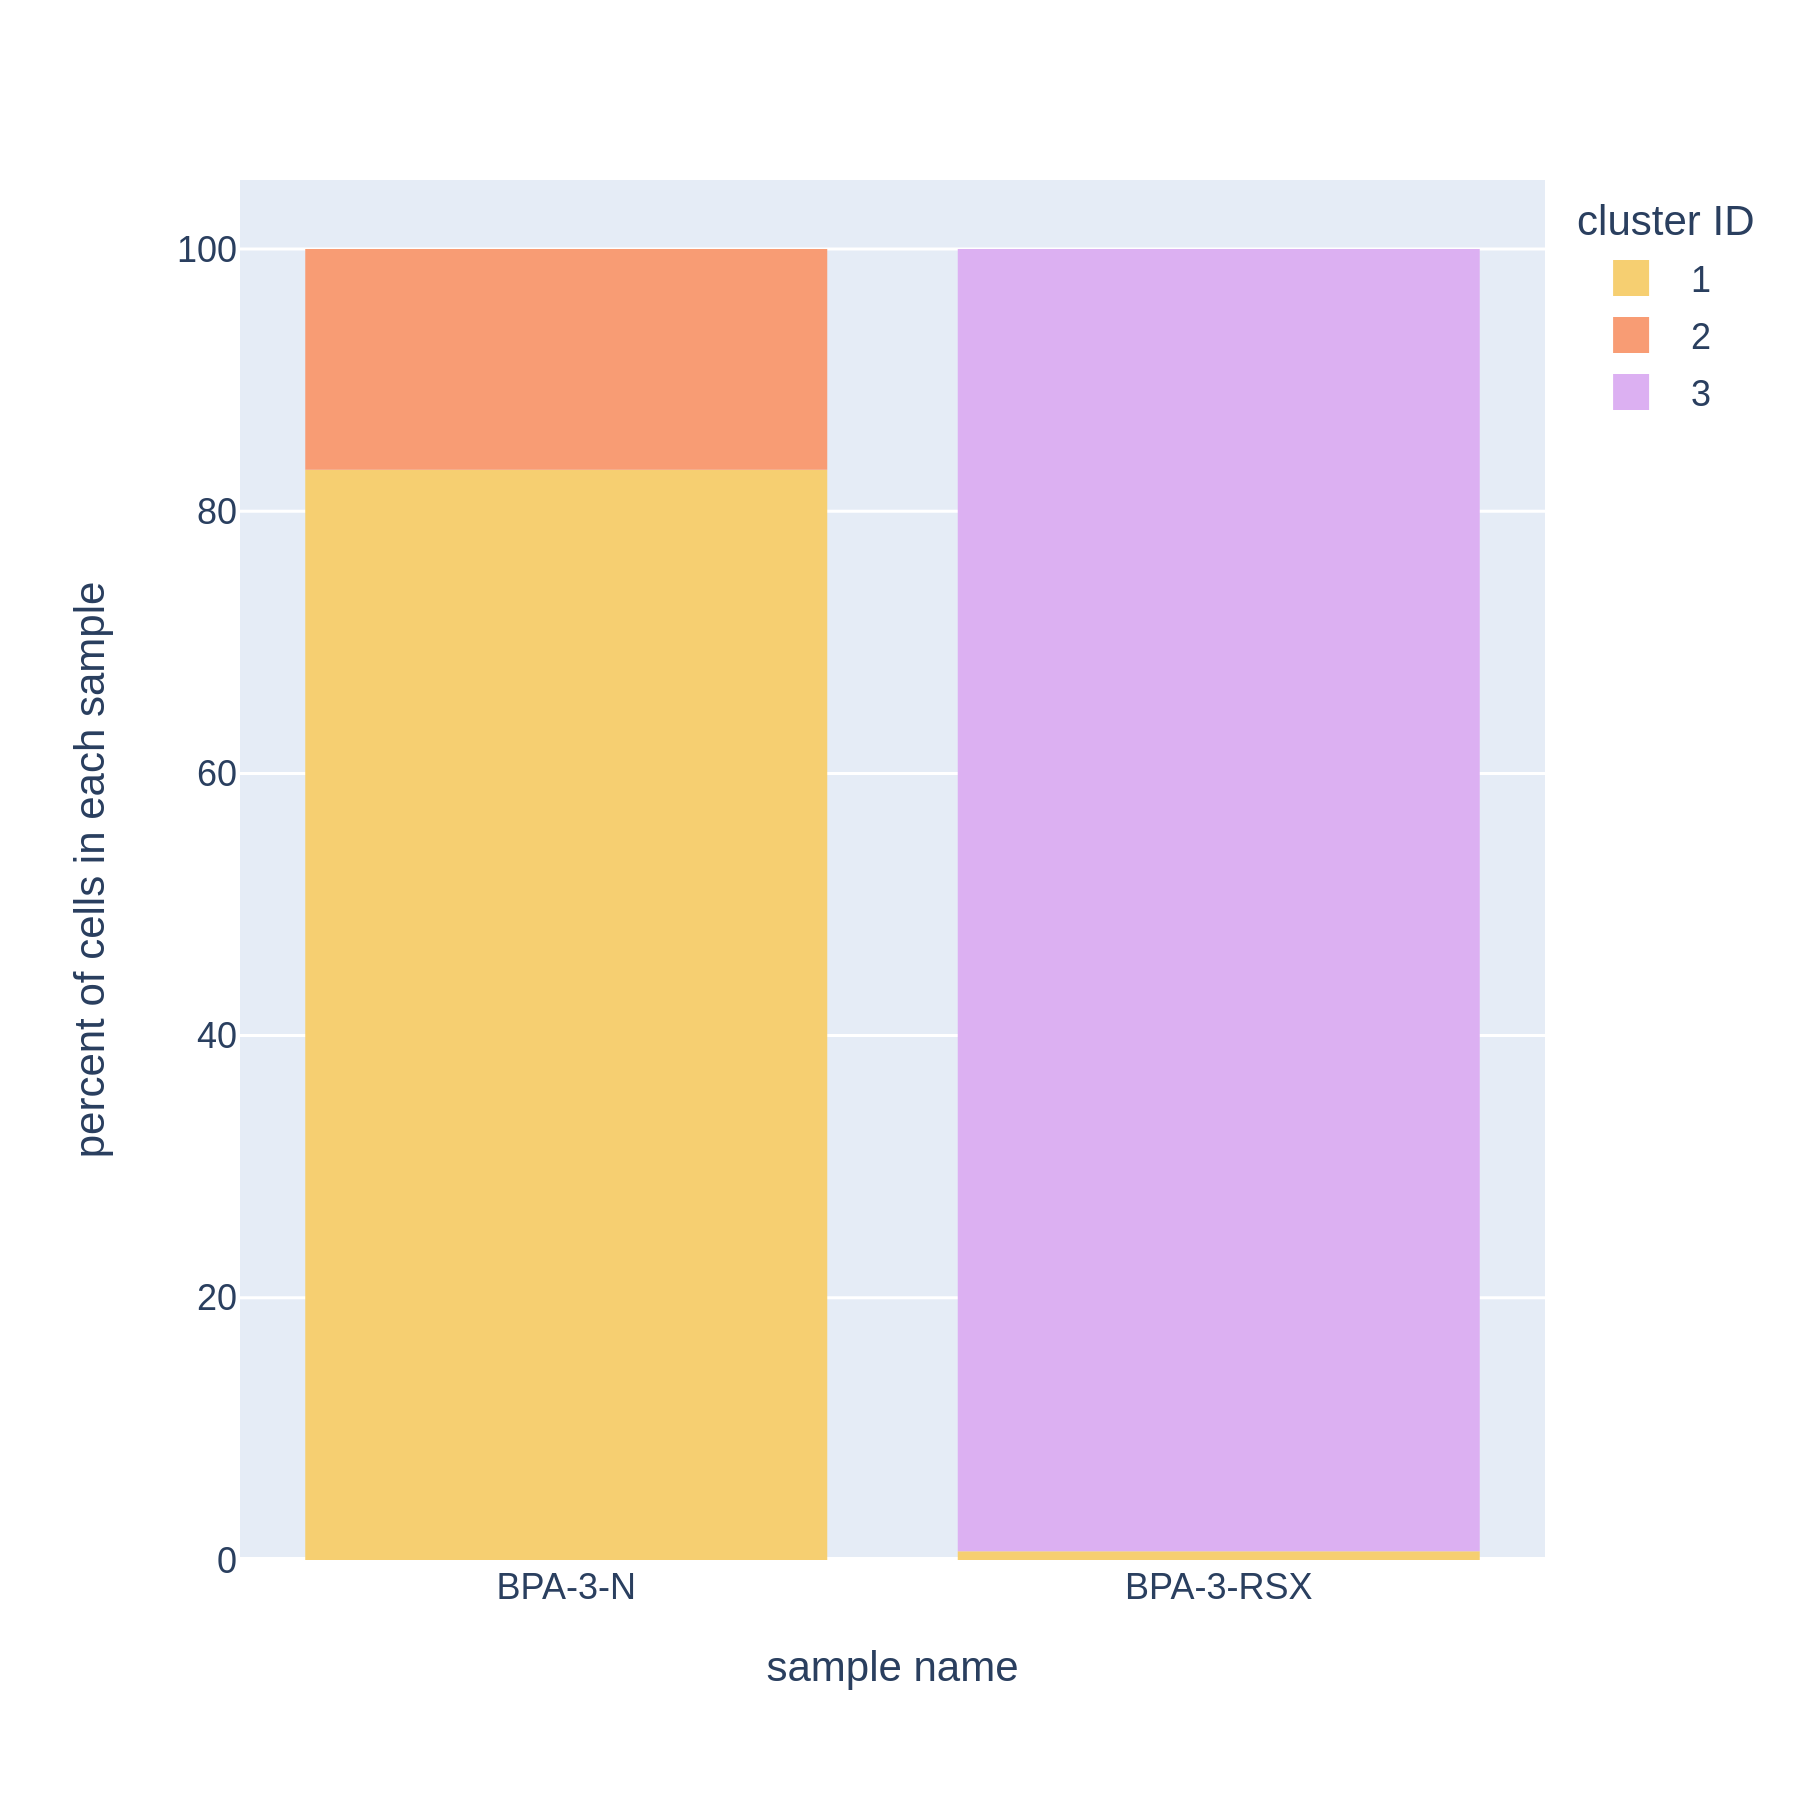 cluster ID
1
2
3
100
80
60
40
20
0
percent of cells in each sample
BPA-3-N
BPA-3-RSX
sample name